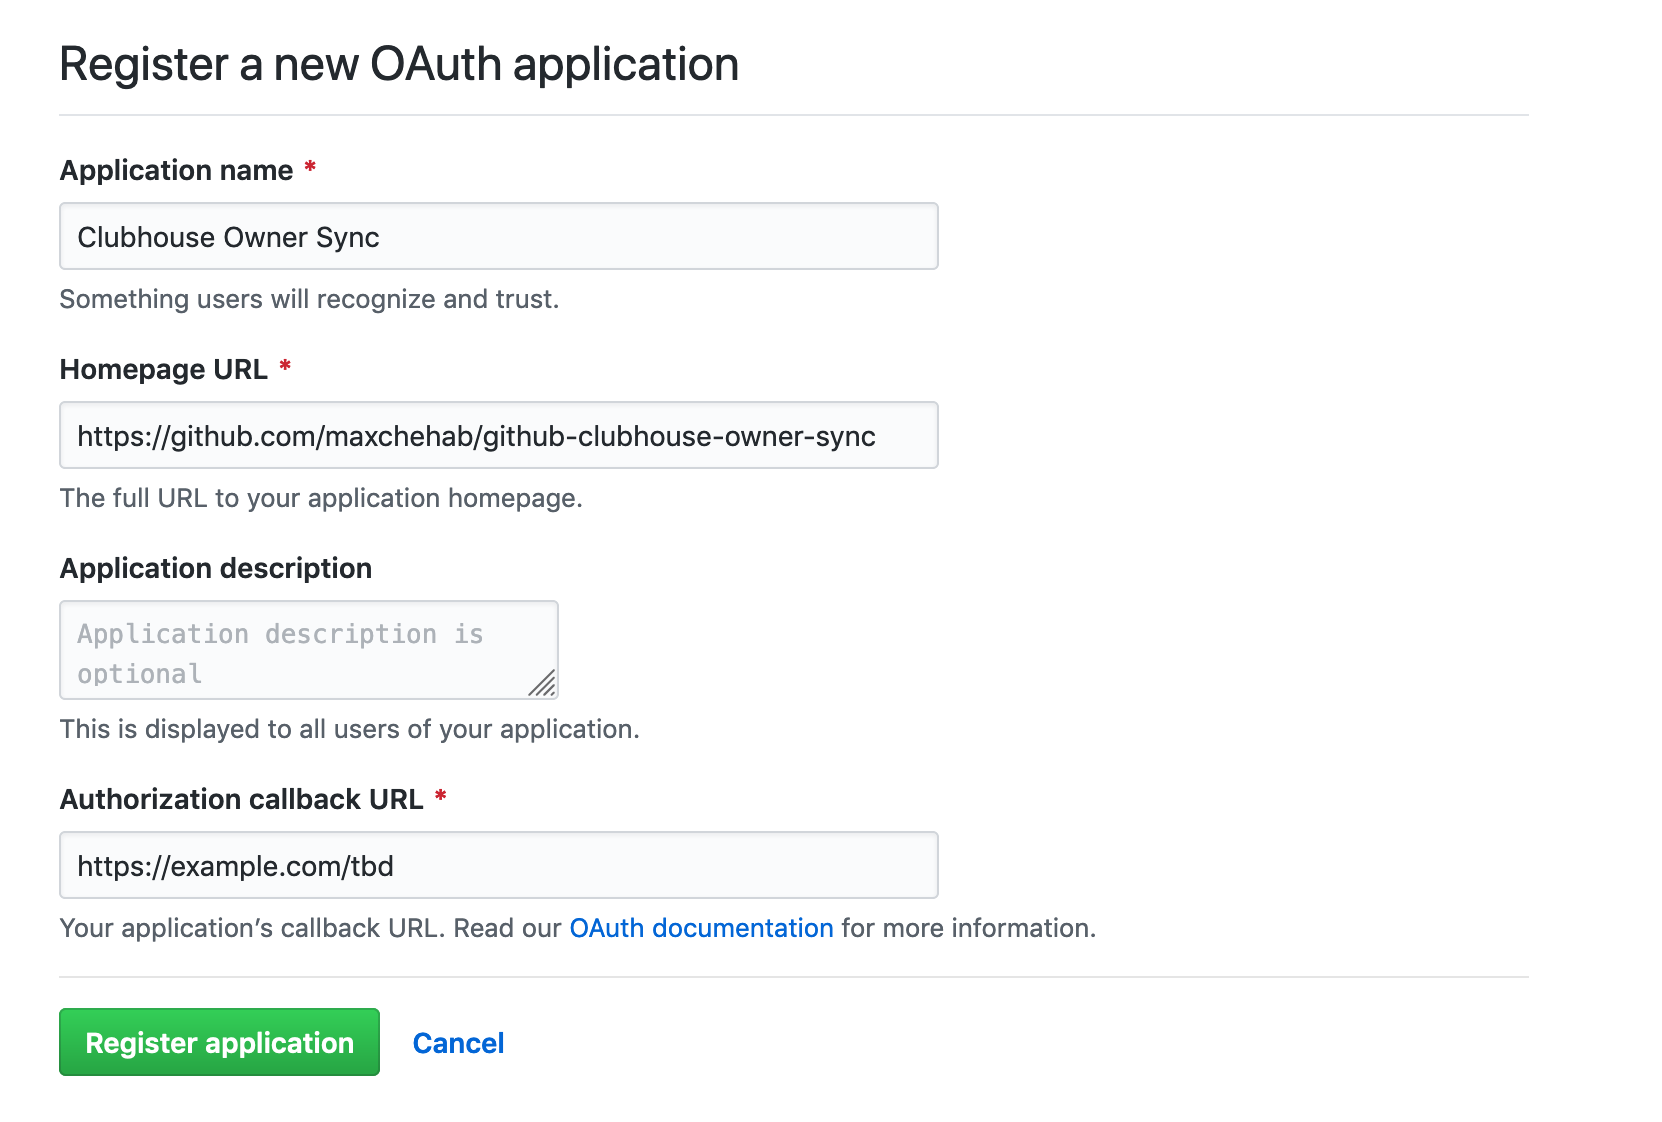 Register a new OAuth application
Application name *
Clubhouse Owner Sync
Something users will recognize and trust.
Homepage URL *
https://github.com/maxchehab/github-clubhouse-owner-sync
The full URL to your application homepage.
Application description
Application description is
optional
This is displayed to all users of your application.
Authorization callback URL *
https://example.com/tbd
Your application’s callback URL. Read our OAuth documentation for more information.
Register application Cancel